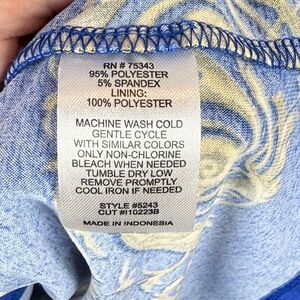 RN # 75343
95% POLYESTER
5% SPANDEX
LINING:
100% POLYESTER
MACHINE WASH COLD
GENTLE CYCLE
WITH SIMILAR COLORS
ONLY NON-CHLORINE
BLEACH WHEN NEEDED
TUMBLE DRY LOW
REMOVE PROMPTLY
COOL IRON IF NEEDED
STYLE #5243
CUT #I10223B
MADE IN INDONESIA